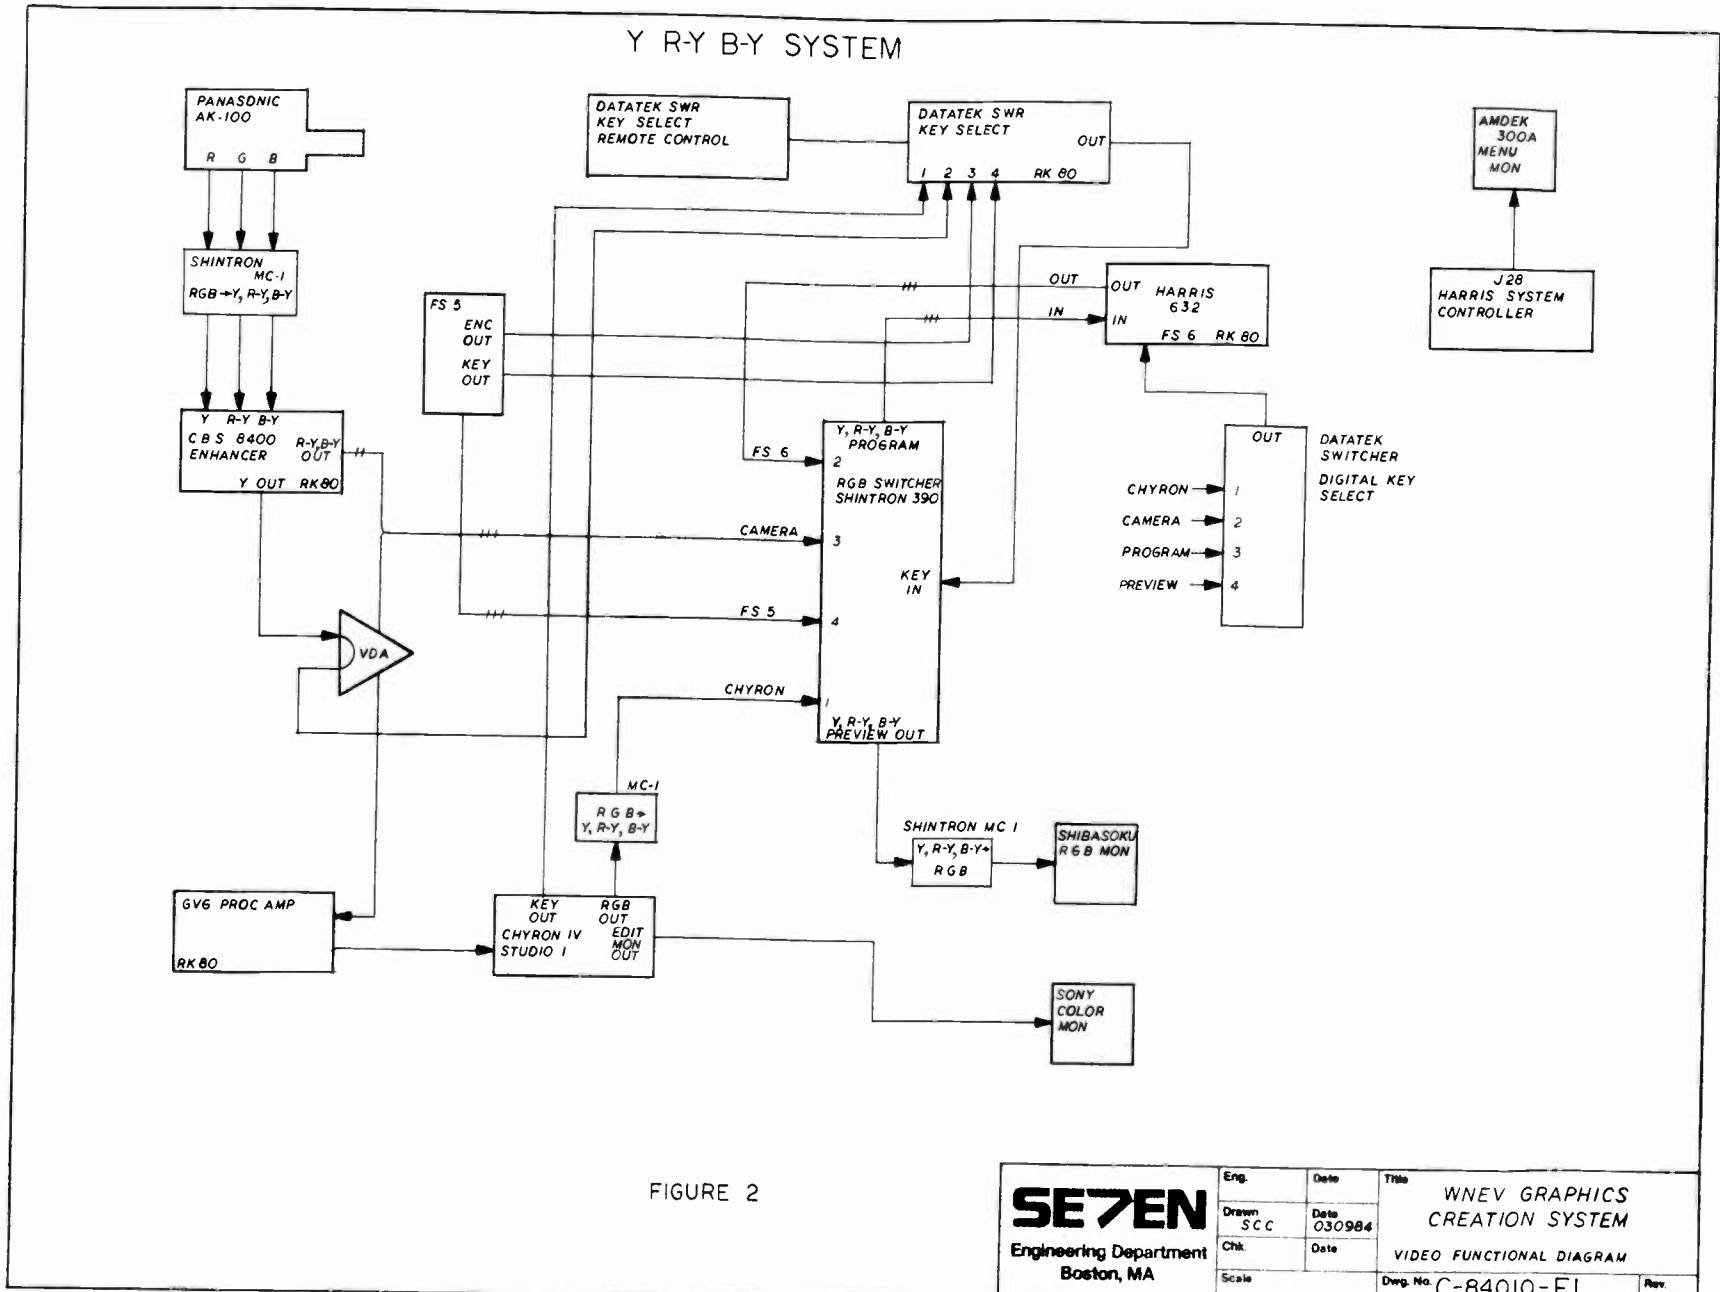 Y R-Y B-Y SYSTEM
PANASONIC
AK-100
R G B
SHINTRON
MC-1
RGB→Y, R-Y, B-Y
Y R-Y B-Y
CBS 8400
ENHANCER
R-Y, B-Y
OUT
Y OUT RK80
VDA
GVG PROC AMP
RK80
FS 5
ENC
OUT
KEY
OUT
DATATEK SWR
KEY SELECT
REMOTE CONTROL
DATATEK SWR
KEY SELECT
OUT
1 2 3 4 RK 80
OUT
IN
OUT
HARRIS
632
IN
FS 6 RK 80
AMDEK
300A
MENU
MON
J28
HARRIS SYSTEM
CONTROLLER
OUT
DATATEK
SWITCHER
DIGITAL KEY
SELECT
CHYRON 1
CAMERA 2
PROGRAM 3
PREVIEW 4
Y, R-Y, B-Y
PROGRAM
FS 6 2
RGB SWITCHER
SHINTRON 390
CAMERA 3
KEY
IN
FS 5 4
CHYRON 1
Y, R-Y, B-Y
PREVIEW OUT
MC-1
RGB→
Y, R-Y, B-Y
KEY
OUT
RGB
OUT
CHYRON IV
STUDIO 1
EDIT
MON
OUT
SHINTRON MC 1
Y, R-Y, B-Y→
RGB
SHIBASOKU
RGB MON
SONY
COLOR
MON
FIGURE 2
SE7EN
Engineering Department
Boston, MA
Eng. Date
Drawn SCC Date 030984
Chk. Date
Scale
Title
WNEV GRAPHICS
CREATION SYSTEM
VIDEO FUNCTIONAL DIAGRAM
Dwg. No. C-84010-E1 Rev.